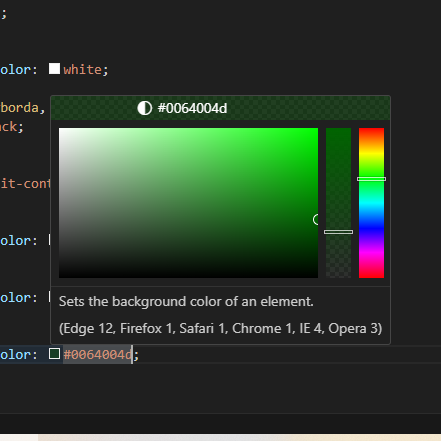 ;
olor: white;
borda,
ck;
#0064004d
it-cont
olor:
olor:
Sets the background color of an element.
(Edge 12, Firefox 1, Safari 1, Chrome 1, IE 4, Opera 3)
olor: #0064004d;